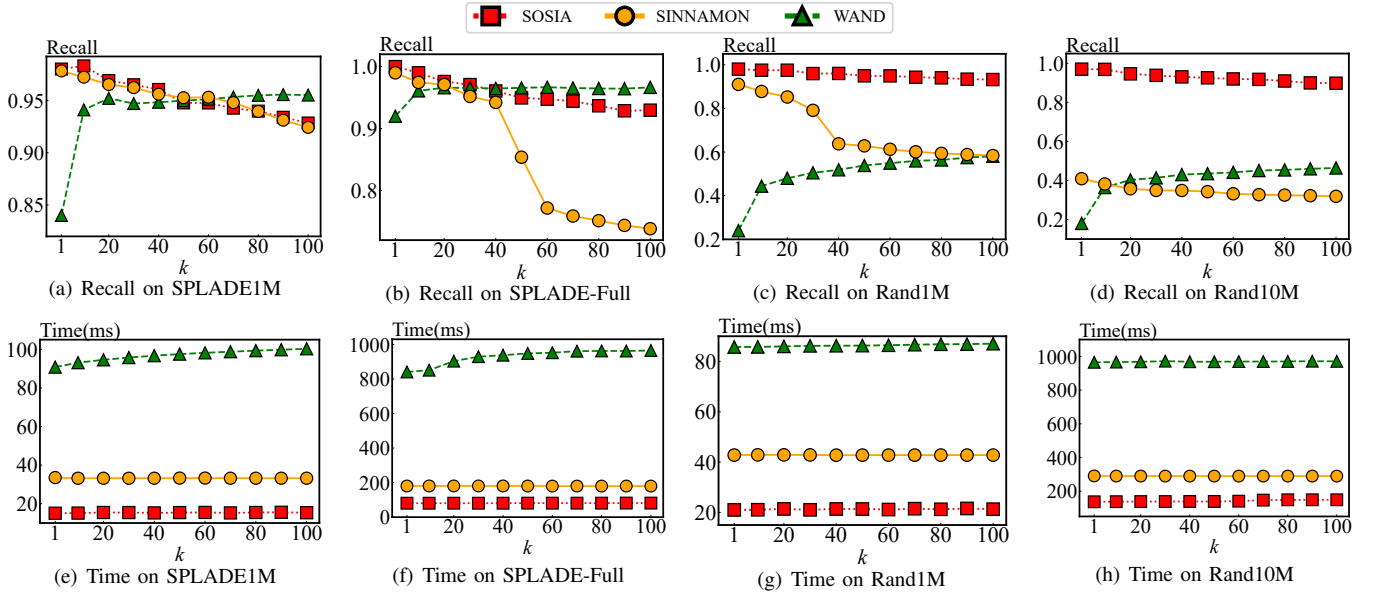 SOSIA SINNAMON WAND
Recall
0.95
0.90
0.85
1 20 40 60 80 100
k
(a) Recall on SPLADE1M
Recall
1.0
0.9
0.8
1 20 40 60 80 100
k
(b) Recall on SPLADE-Full
Recall
1.0
0.8
0.6
0.4
0.2
1 20 40 60 80 100
k
(c) Recall on Rand1M
Recall
1.0
0.8
0.6
0.4
0.2
1 20 40 60 80 100
k
(d) Recall on Rand10M
Time(ms)
100
80
60
40
20
1 20 40 60 80 100
k
(e) Time on SPLADE1M
Time(ms)
1000
800
600
400
200
0
1 20 40 60 80 100
k
(f) Time on SPLADE-Full
Time(ms)
80
60
40
20
1 20 40 60 80 100
k
(g) Time on Rand1M
Time(ms)
1000
800
600
400
200
1 20 40 60 80 100
k
(h) Time on Rand10M